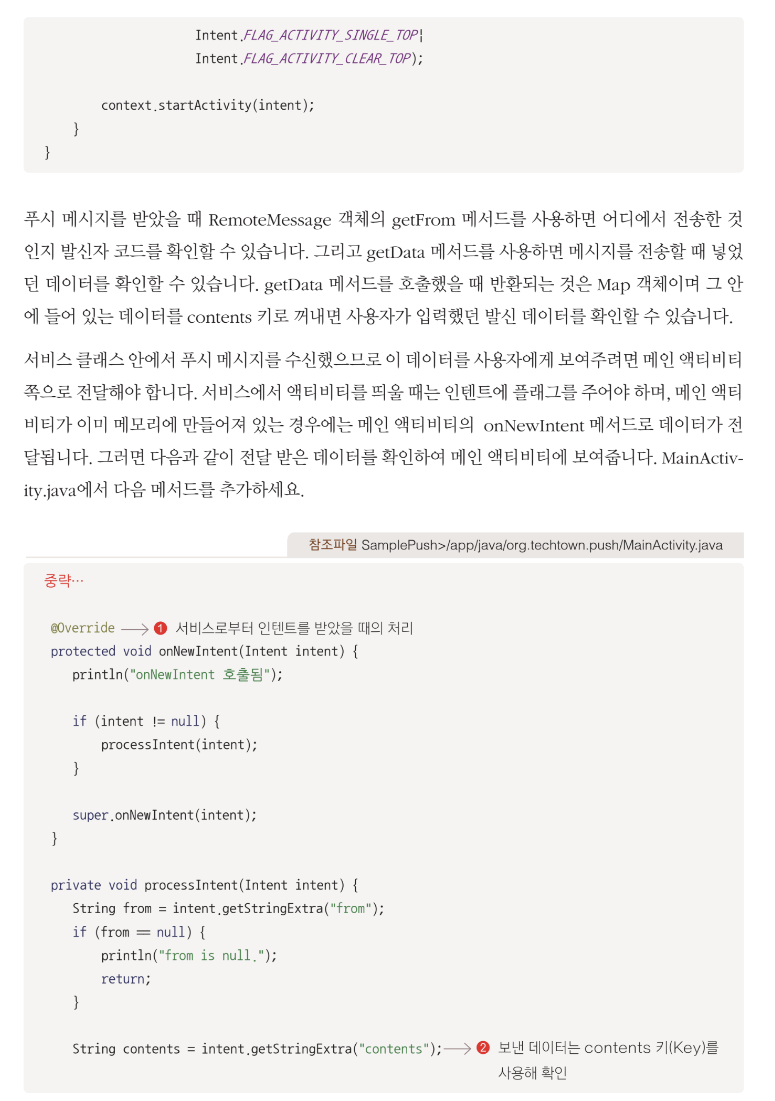 Intent.FLAG_ACTIVITY_SINGLE_TOP|
Intent.FLAG_ACTIVITY_CLEAR_TOP);
context.startActivity(intent);
}
}
푸시 메시지를 받았을 때 RemoteMessage 객체의 getFrom 메서드를 사용하면 어디에서 전송한 것
인지 발신자 코드를 확인할 수 있습니다. 그리고 getData 메서드를 사용하면 메시지를 전송할 때 넣었
던 데이터를 확인할 수 있습니다. getData 메서드를 호출했을 때 반환되는 것은 Map 객체이며 그 안
에 들어 있는 데이터를 contents 키로 꺼내면 사용자가 입력했던 발신 데이터를 확인할 수 있습니다.
서비스 클래스 안에서 푸시 메시지를 수신했으므로 이 데이터를 사용자에게 보여주려면 메인 액티비티
쪽으로 전달해야 합니다. 서비스에서 액티비티를 띄울 때는 인텐트에 플래그를 주어야 하며, 메인 액티
비티가 이미 메모리에 만들어져 있는 경우에는 메인 액티비티의 onNewIntent 메서드로 데이터가 전
달됩니다. 그러면 다음과 같이 전달 받은 데이터를 확인하여 메인 액티비티에 보여줍니다. MainActiv-
ity.java에서 다음 메서드를 추가하세요.
참조파일 SamplePush>/app/java/org.techtown.push/MainActivity.java
중략…
@Override → ❶ 서비스로부터 인텐트를 받았을 때의 처리
protected void onNewIntent(Intent intent) {
println("onNewIntent 호출됨");
if (intent != null) {
processIntent(intent);
}
super.onNewIntent(intent);
}
private void processIntent(Intent intent) {
String from = intent.getStringExtra("from");
if (from == null) {
println("from is null.");
return;
}
String contents = intent.getStringExtra("contents"); → ❷ 보낸 데이터는 contents 키(Key)를
사용해 확인